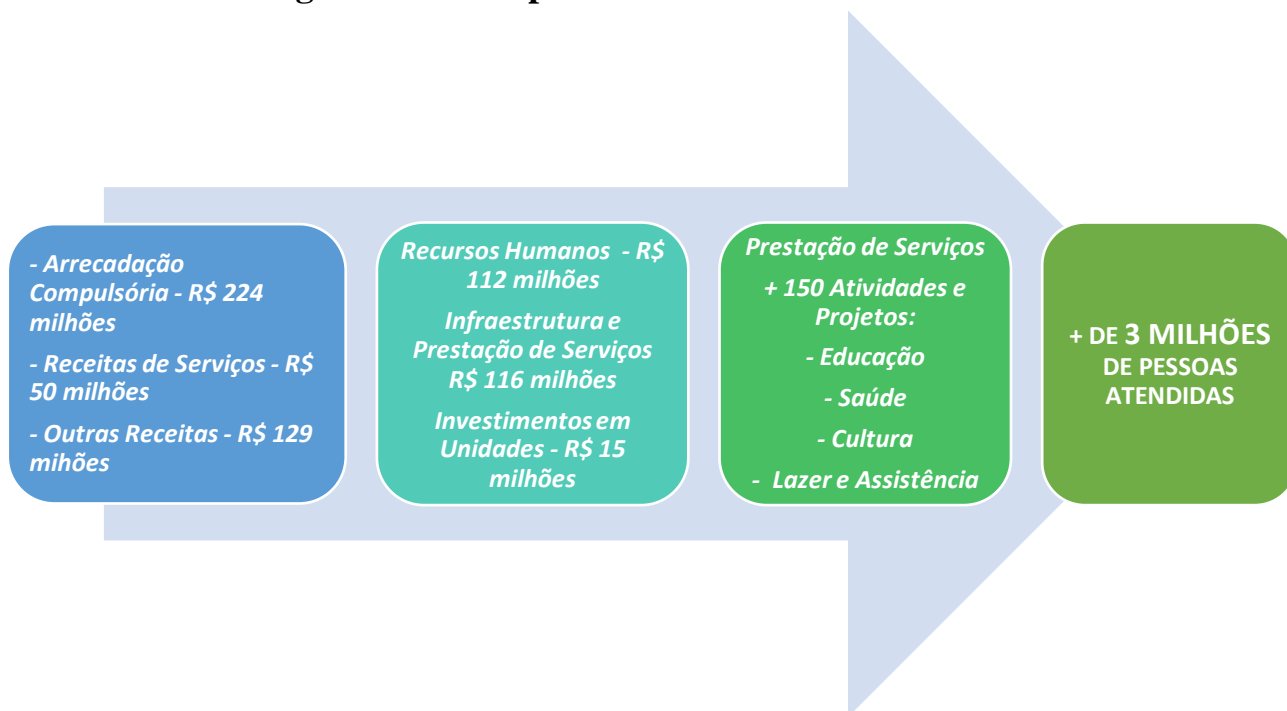 - Arrecadação
Compulsória - R$ 224
milhões
- Receitas de Serviços - R$
50 milhões
- Outras Receitas - R$ 129
mihões
Recursos Humanos - R$
112 milhões
Infraestrutura e
Prestação de Serviços
R$ 116 milhões
Investimentos em
Unidades - R$ 15
milhões
Prestação de Serviços
+ 150 Atividades e
Projetos:
- Educação
- Saúde
- Cultura
- Lazer e Assistência
+ DE 3 MILHÕES
DE PESSOAS
ATENDIDAS